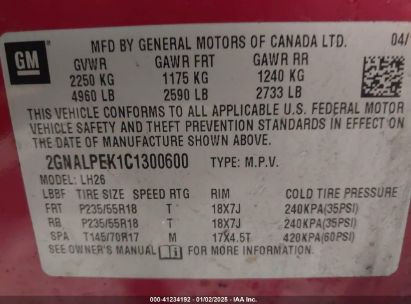 GM
MFD BY GENERAL MOTORS OF CANADA LTD. 04/1
GVWR GAWR FRT GAWR RR
2250 KG 1175 KG 1240 KG
4960 LB 2590 LB 2733 LB
THIS VEHICLE CONFORMS TO ALL APPLICABLE U.S. FEDERAL MOTOR
VEHICLE SAFETY AND THEFT PREVENTION STANDARDS IN EFFECT ON
THE DATE OF MANUFACTURE SHOWN ABOVE.
2GNALPEK1C1300600 TYPE: M.P.V.
MODEL: LH26
LBBF TIRE SIZE SPEED RTG RIM COLD TIRE PRESSURE
FRT P235/55R18 T 18X7J 240KPA(35PSI)
RR P235/55R18 T 18X7J 240KPA(35PSI)
SPA T145/70R17 M 17X4.5T 420KPA(60PSI)
SEE OWNER'S MANUAL FOR MORE INFORMATION
200-41234192 - 01/02/2025 - IAA Inc.